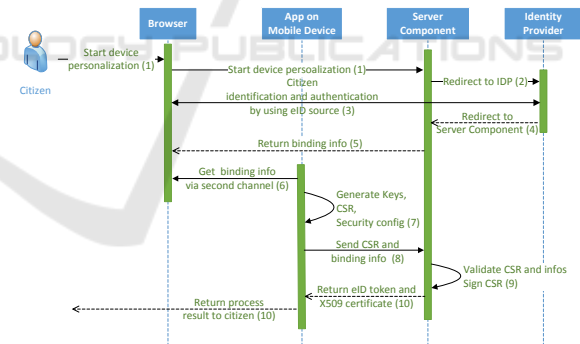 Browser
App on
Mobile Device
Server
Component
Identity
Provider
Citizen
Start device
personalization (1)
Start device persoalization (1)
Redirect to IDP (2)
Citizen
identification and authentication
by using eID source (3)
Redirect to
Server Component (4)
Return binding info (5)
Get binding info
via second channel (6)
Generate Keys,
CSR,
Security config (7)
Send CSR and
binding info (8)
Validate CSR and infos
Sign CSR (9)
Return eID token and
X509 certificate (10)
Return process
result to citizen (10)
OLOGY PUBLICATIONS